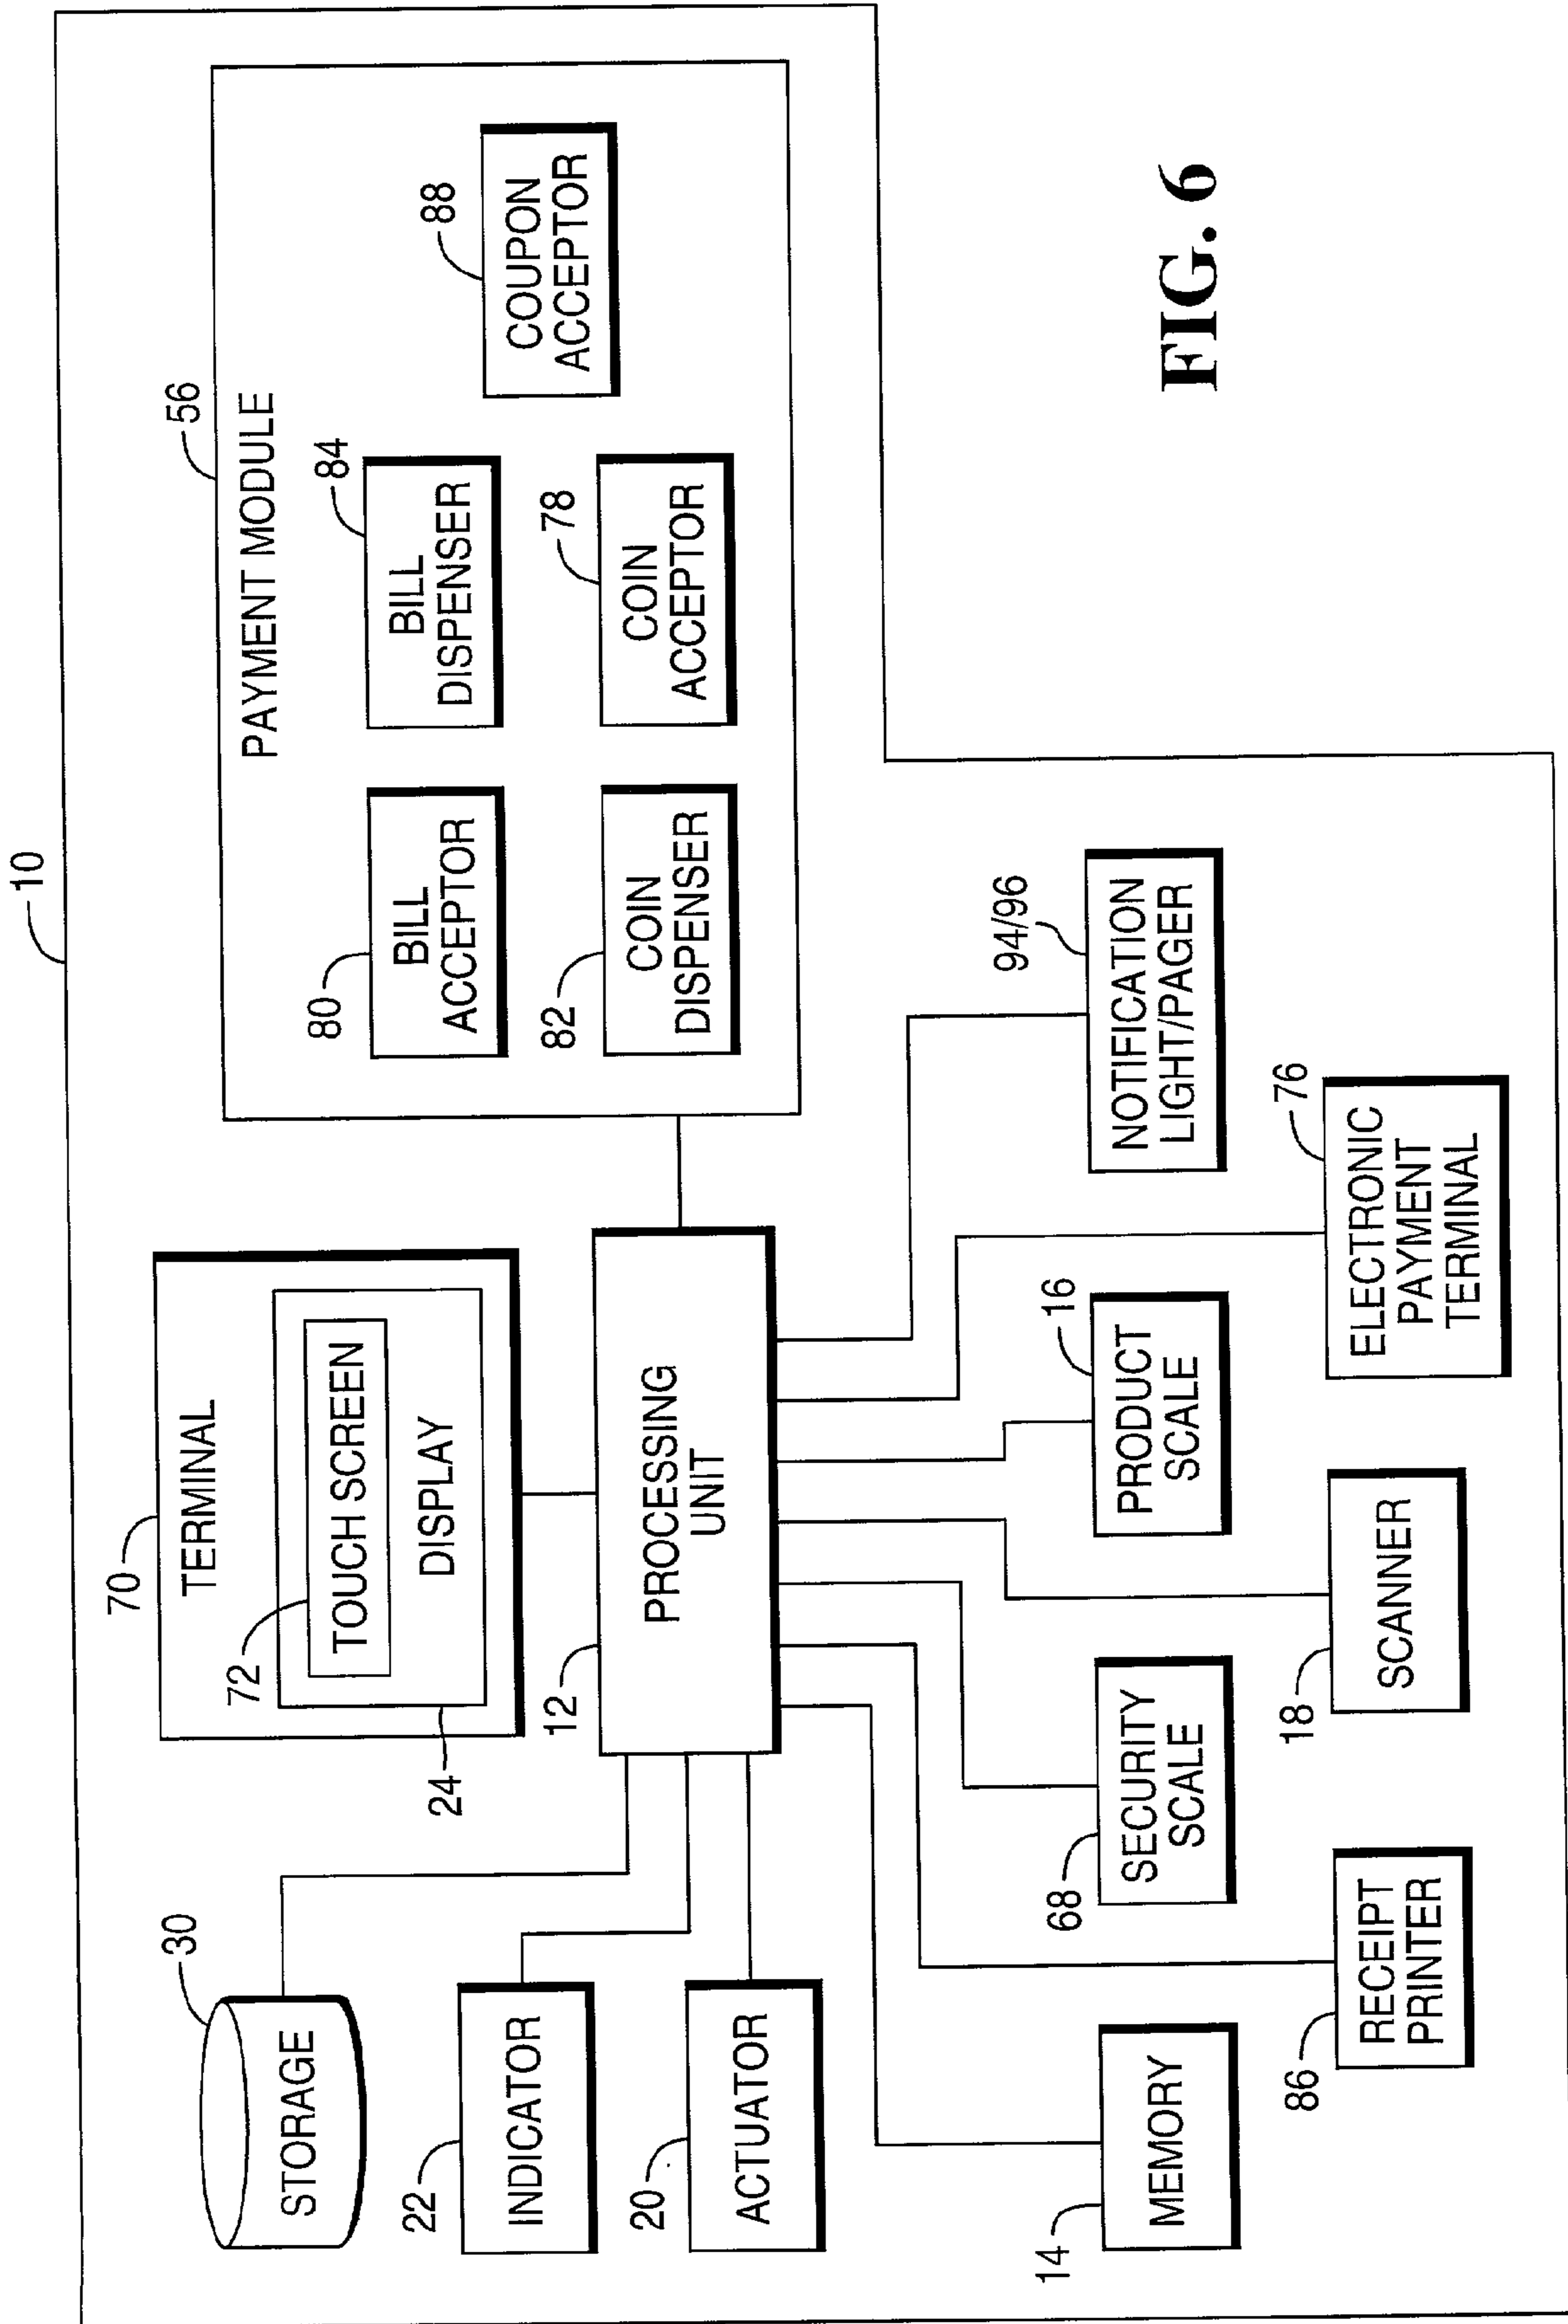 10
30
STORAGE
22
INDICATOR
20
ACTUATOR
70
TERMINAL
72
TOUCH SCREEN
DISPLAY
24
12
PROCESSING
UNIT
56
PAYMENT MODULE
80
BILL
ACCEPTOR
84
BILL
DISPENSER
88
COUPON
ACCEPTOR
82
COIN
DISPENSER
78
COIN
ACCEPTOR
14
MEMORY
68
SECURITY
SCALE
16
PRODUCT
SCALE
94/96
NOTIFICATION
LIGHT/PAGER
86
RECEIPT
PRINTER
18
SCANNER
76
ELECTRONIC
PAYMENT
TERMINAL
FIG. 6